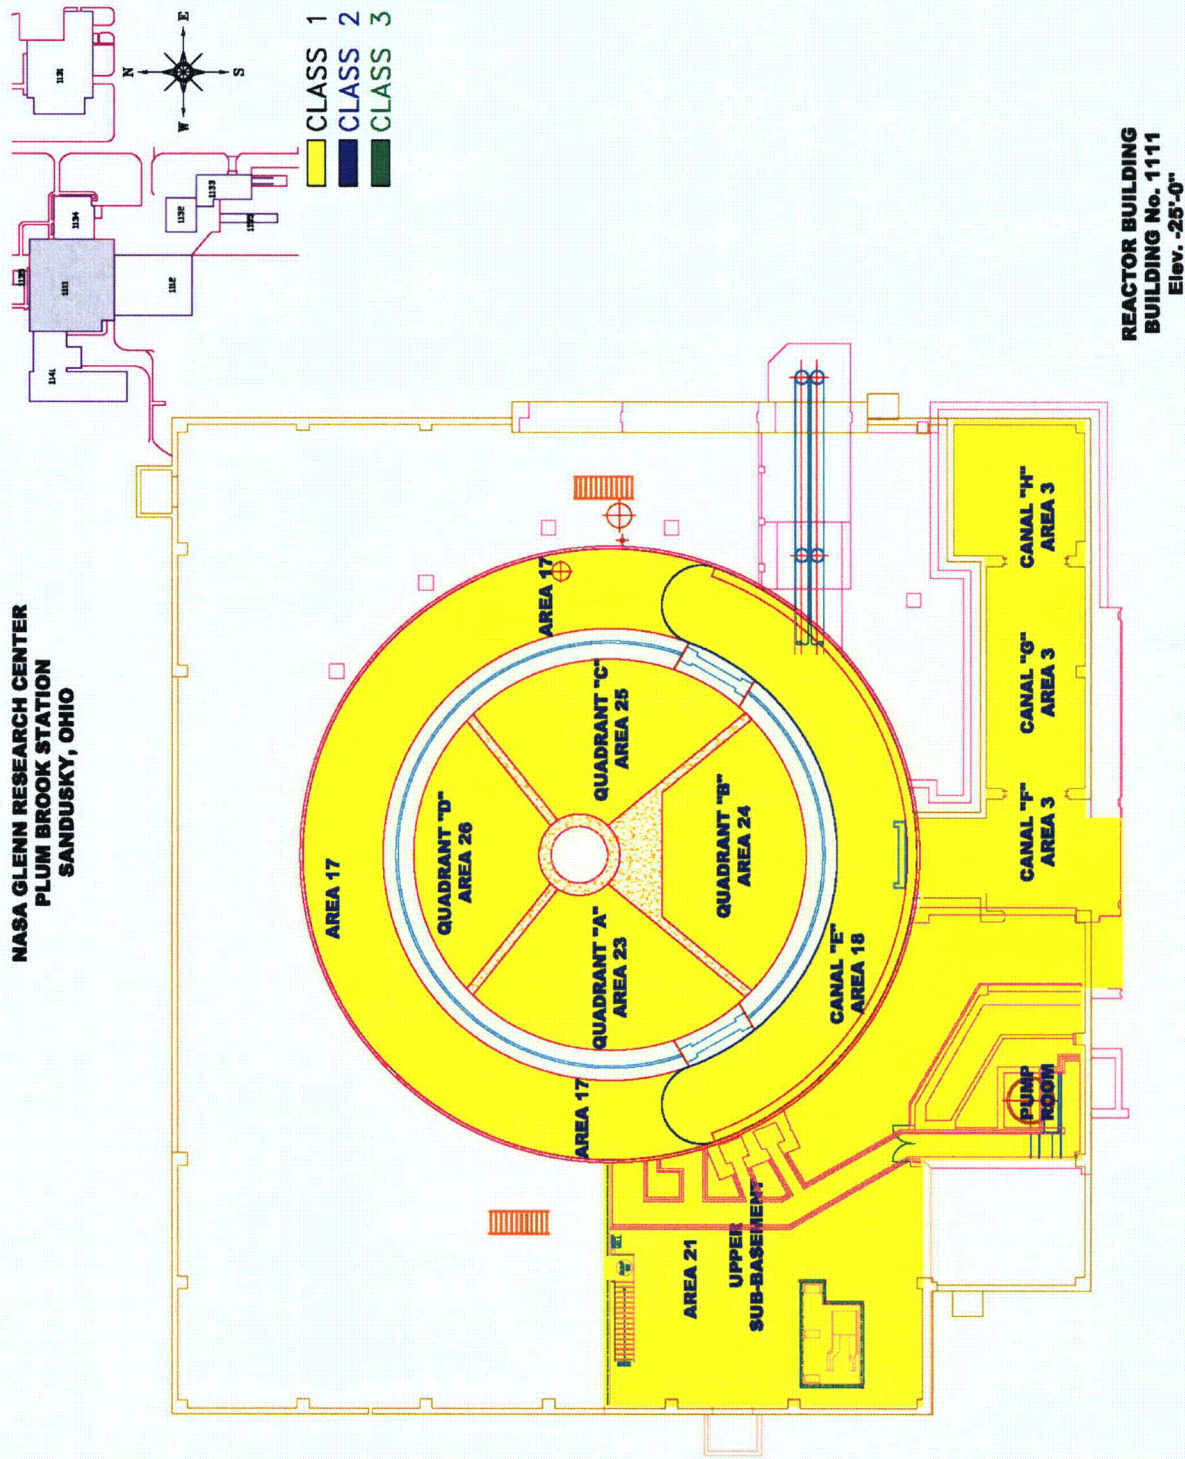 NASA GLENN RESEARCH CENTER
PLUM BROOK STATION
SANDUSKY, OHIO
1131
1134
1111
1112
1141
1132
1133
N
E
S
W
CLASS 1
CLASS 2
CLASS 3
AREA 17
AREA 17
AREA 17
QUADRANT "D"
AREA 26
QUADRANT "C"
AREA 25
QUADRANT "A"
AREA 23
QUADRANT "B"
AREA 24
CANAL "E"
AREA 18
AREA 21
UPPER
SUB-BASEMENT
PUMP
ROOM
CANAL "F"
AREA 3
CANAL "G"
AREA 3
CANAL "H"
AREA 3
REACTOR BUILDING
BUILDING No. 1111
Elev. -25'-0"